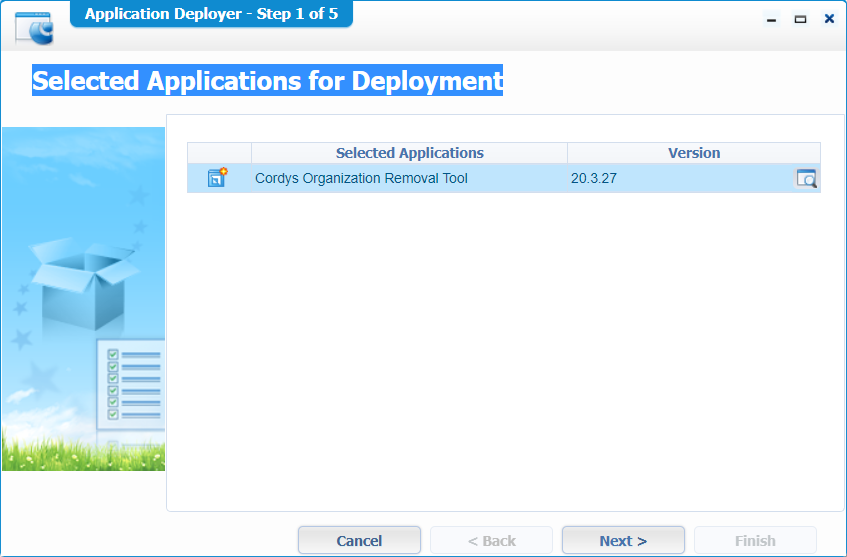 Application Deployer - Step 1 of 5
Selected Applications for Deployment
Selected Applications Version
Cordys Organization Removal Tool 20.3.27
Cancel < Back Next > Finish